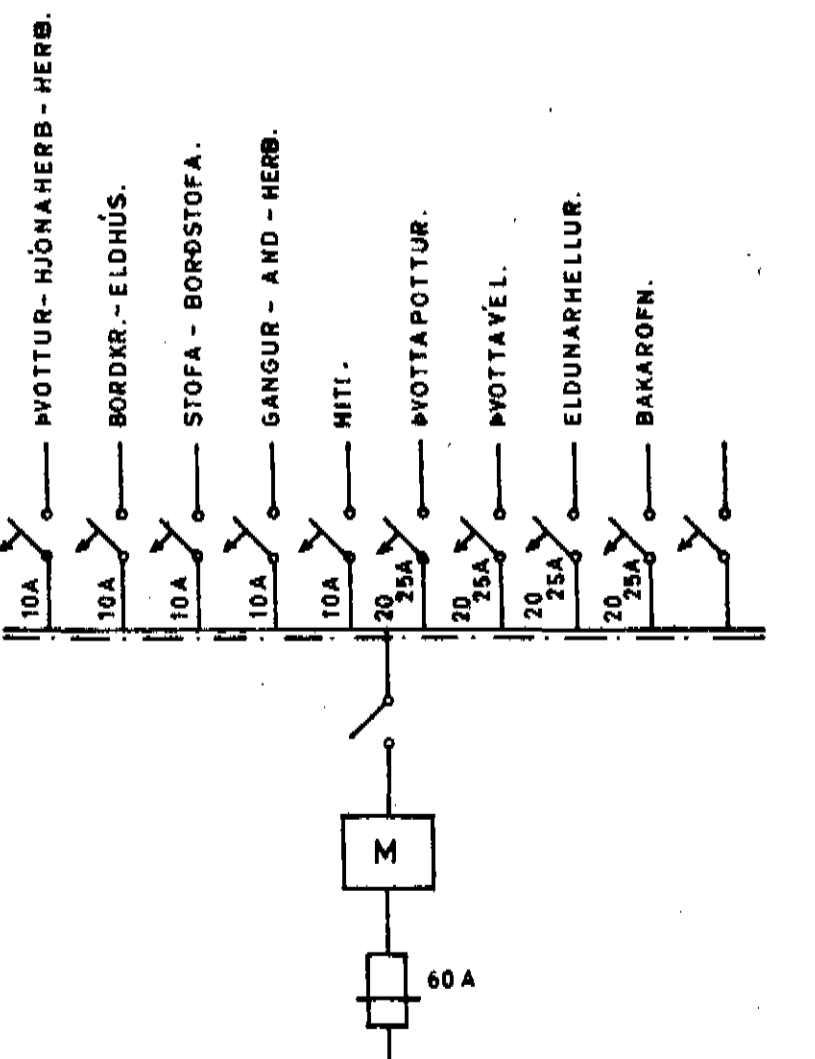 10A ÞVOTTUR-HJÓNAHERB-HERB.
10A BORDKR.-ELDHÚS.
10A STOFA - BORÐSTOFA.
10A GANGUR - AND - HERB.
10A HITI.
20 25A ÞVOTTAPOTTUR.
20 25A ÞVOTTAVÉL.
20 25A ELDUNARHELLUR.
20 25A BAKAROFN.
M
60 A